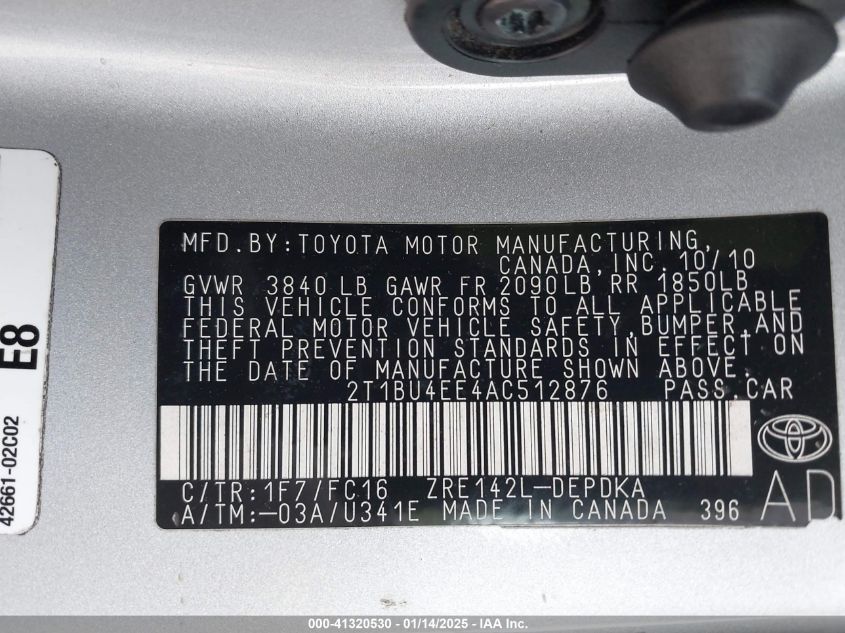 MFD.BY:TOYOTA MOTOR MANUFACTURING,
CANADA,INC. 10/10
GVWR 3840LB GAWR FR 2090LB RR 1850LB
THIS VEHICLE CONFORMS TO ALL APPLICABLE
FEDERAL MOTOR VEHICLE SAFETY,BUMPER,AND
THEFT PREVENTION STANDARDS IN EFFECT ON
THE DATE OF MANUFACTURE SHOWN ABOVE.
2T1BU4EE4AC512876 PASS.CAR
C/TR:1F7/FC16 ZRE142L-DEPDKA
A/TM:-03A/U341E MADE IN CANADA 396
AD
E8
42661-02C02
000-41320530 - 01/14/2025 - IAA Inc.